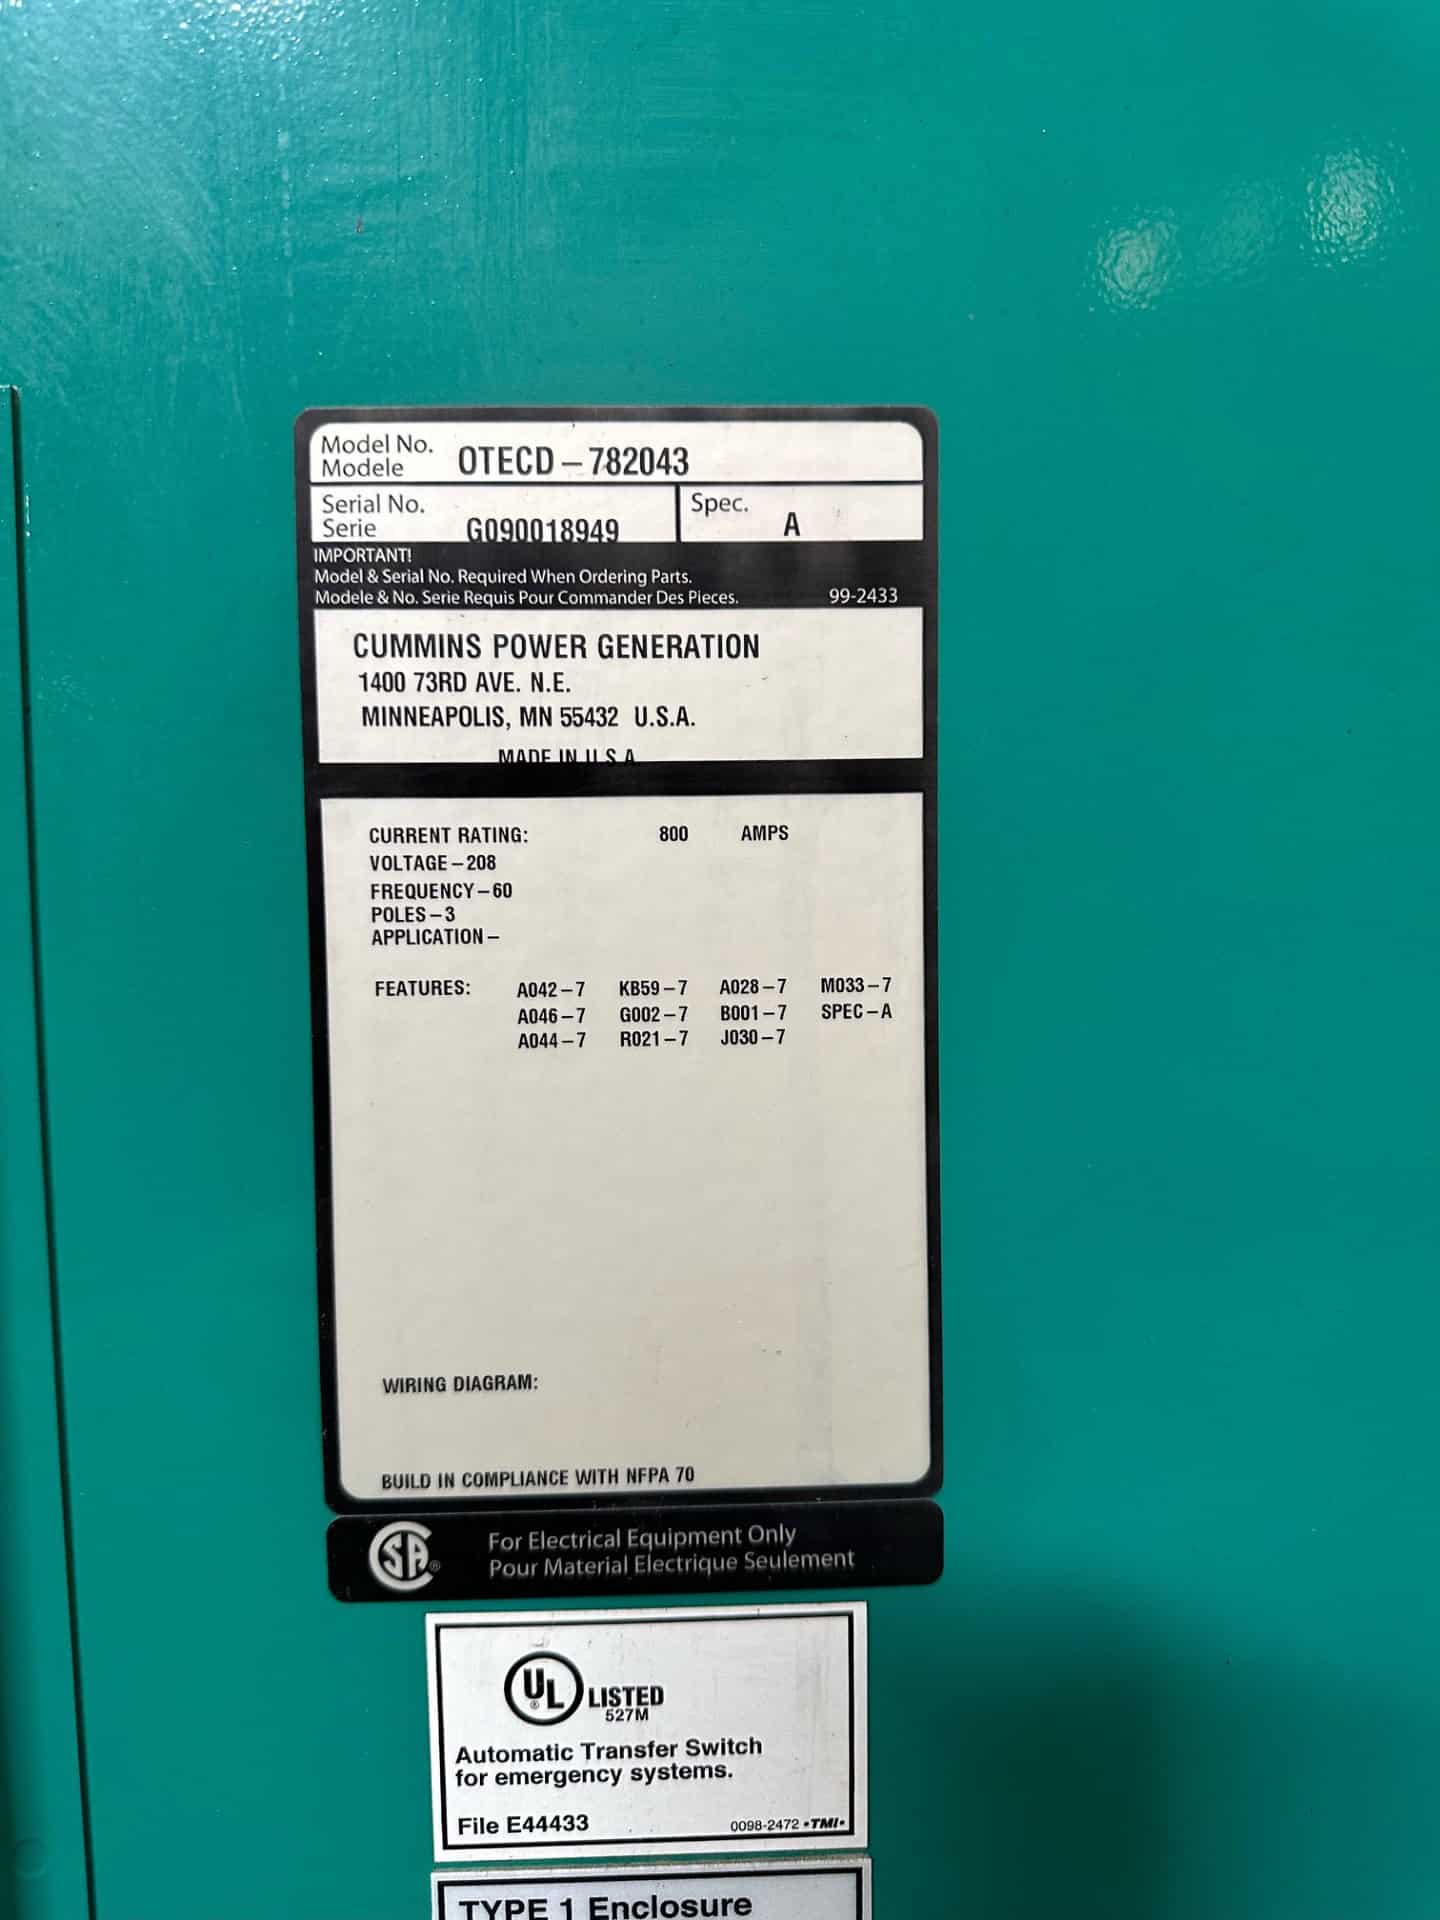 Model No.
Modele
OTECD – 782043
Serial No.
Serie
G090018949
Spec.
A
IMPORTANT!
Model & Serial No. Required When Ordering Parts.
Modele & No. Serie Requis Pour Commander Des Pieces.
99-2433
CUMMINS POWER GENERATION
1400 73RD AVE. N.E.
MINNEAPOLIS, MN 55432 U.S.A.
MADE IN U.S.A
CURRENT RATING: 800 AMPS
VOLTAGE – 208
FREQUENCY – 60
POLES – 3
APPLICATION –
FEATURES: A042 – 7 KB59 – 7 A028 – 7 M033 – 7
A046 – 7 G002 – 7 B001 – 7 SPEC – A
A044 – 7 R021 – 7 J030 – 7
WIRING DIAGRAM:
BUILD IN COMPLIANCE WITH NFPA 70
SA®
For Electrical Equipment Only
Pour Material Electrique Seulement
UL® LISTED
527M
Automatic Transfer Switch
for emergency systems.
File E44433
0098-2472 •TMI•
TYPE 1 Enclosure